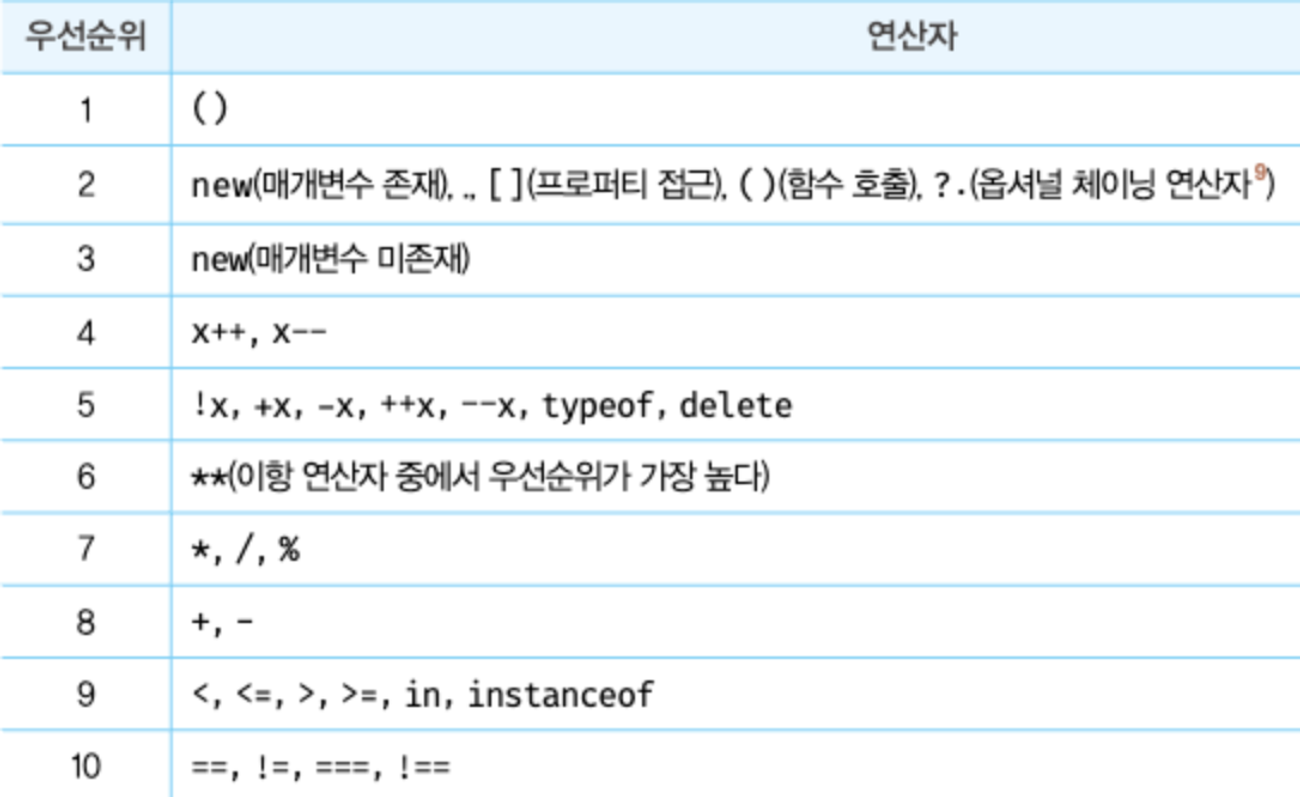 우선순위 연산자
1 ()
2 new(매개변수 존재), ., [](프로퍼티 접근), ()(함수 호출), ?.(옵셔널 체이닝 연산자9)
3 new(매개변수 미존재)
4 x++, x--
5 !x, +x, -x, ++x, --x, typeof, delete
6 **(이항 연산자 중에서 우선순위가 가장 높다)
7 *, /, %
8 +, -
9 <, <=, >, >=, in, instanceof
10 ==, !=, ===, !==